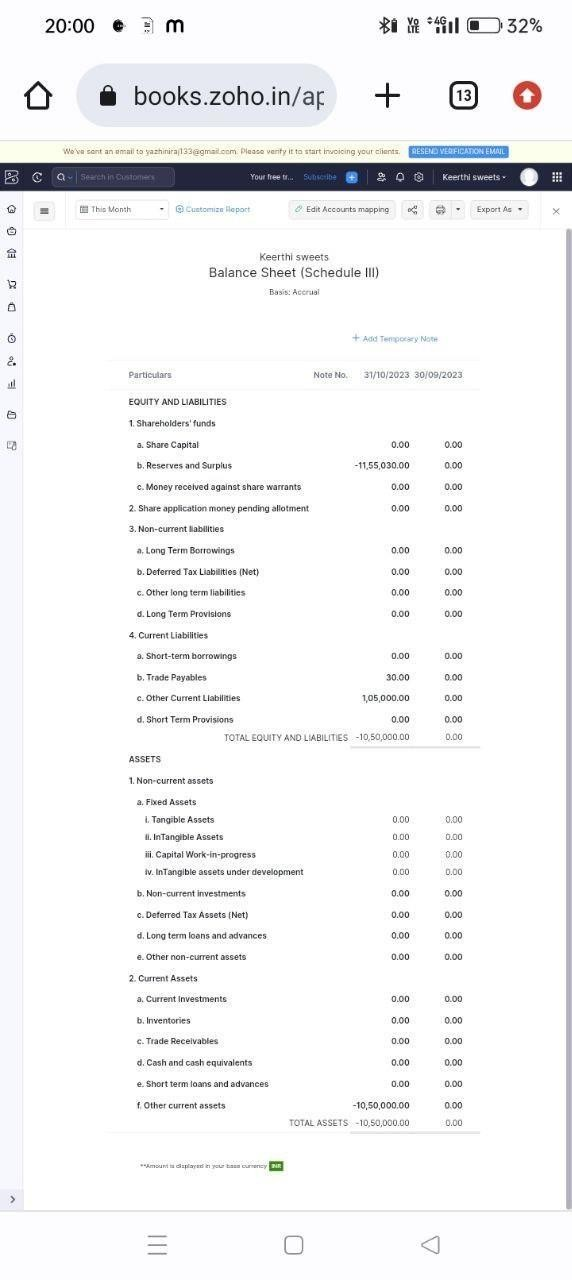 20:00 m Vo LTE 4G 32%
books.zoho.in/ap 13
We've sent an email to yazhiniraj133@gmail.com. Please verify it to start invoicing your clients. RESEND VERIFICATION EMAIL
Search in Customers Your free tr... Subscribe Keerthi sweets
This Month Customize Report Edit Accounts mapping Export As
Keerthi sweets
Balance Sheet (Schedule III)
Basis: Accrual
+ Add Temporary Note
Particulars Note No. 31/10/2023 30/09/2023
EQUITY AND LIABILITIES
1. Shareholders' funds
a. Share Capital 0.00 0.00
b. Reserves and Surplus -11,55,030.00 0.00
c. Money received against share warrants 0.00 0.00
2. Share application money pending allotment 0.00 0.00
3. Non-current liabilities
a. Long Term Borrowings 0.00 0.00
b. Deferred Tax Liabilities (Net) 0.00 0.00
c. Other long term liabilities 0.00 0.00
d. Long Term Provisions 0.00 0.00
4. Current Liabilities
a. Short-term borrowings 0.00 0.00
b. Trade Payables 30.00 0.00
c. Other Current Liabilities 1,05,000.00 0.00
d. Short Term Provisions 0.00 0.00
TOTAL EQUITY AND LIABILITIES -10,50,000.00 0.00
ASSETS
1. Non-current assets
a. Fixed Assets
i. Tangible Assets 0.00 0.00
ii. InTangible Assets 0.00 0.00
iii. Capital Work-in-progress 0.00 0.00
iv. InTangible assets under development 0.00 0.00
b. Non-current investments 0.00 0.00
c. Deferred Tax Assets (Net) 0.00 0.00
d. Long term loans and advances 0.00 0.00
e. Other non-current assets 0.00 0.00
2. Current Assets
a. Current Investments 0.00 0.00
b. Inventories 0.00 0.00
c. Trade Receivables 0.00 0.00
d. Cash and cash equivalents 0.00 0.00
e. Short term loans and advances 0.00 0.00
f. Other current assets -10,50,000.00 0.00
TOTAL ASSETS -10,50,000.00 0.00
**Amount is displayed in your base currency INR